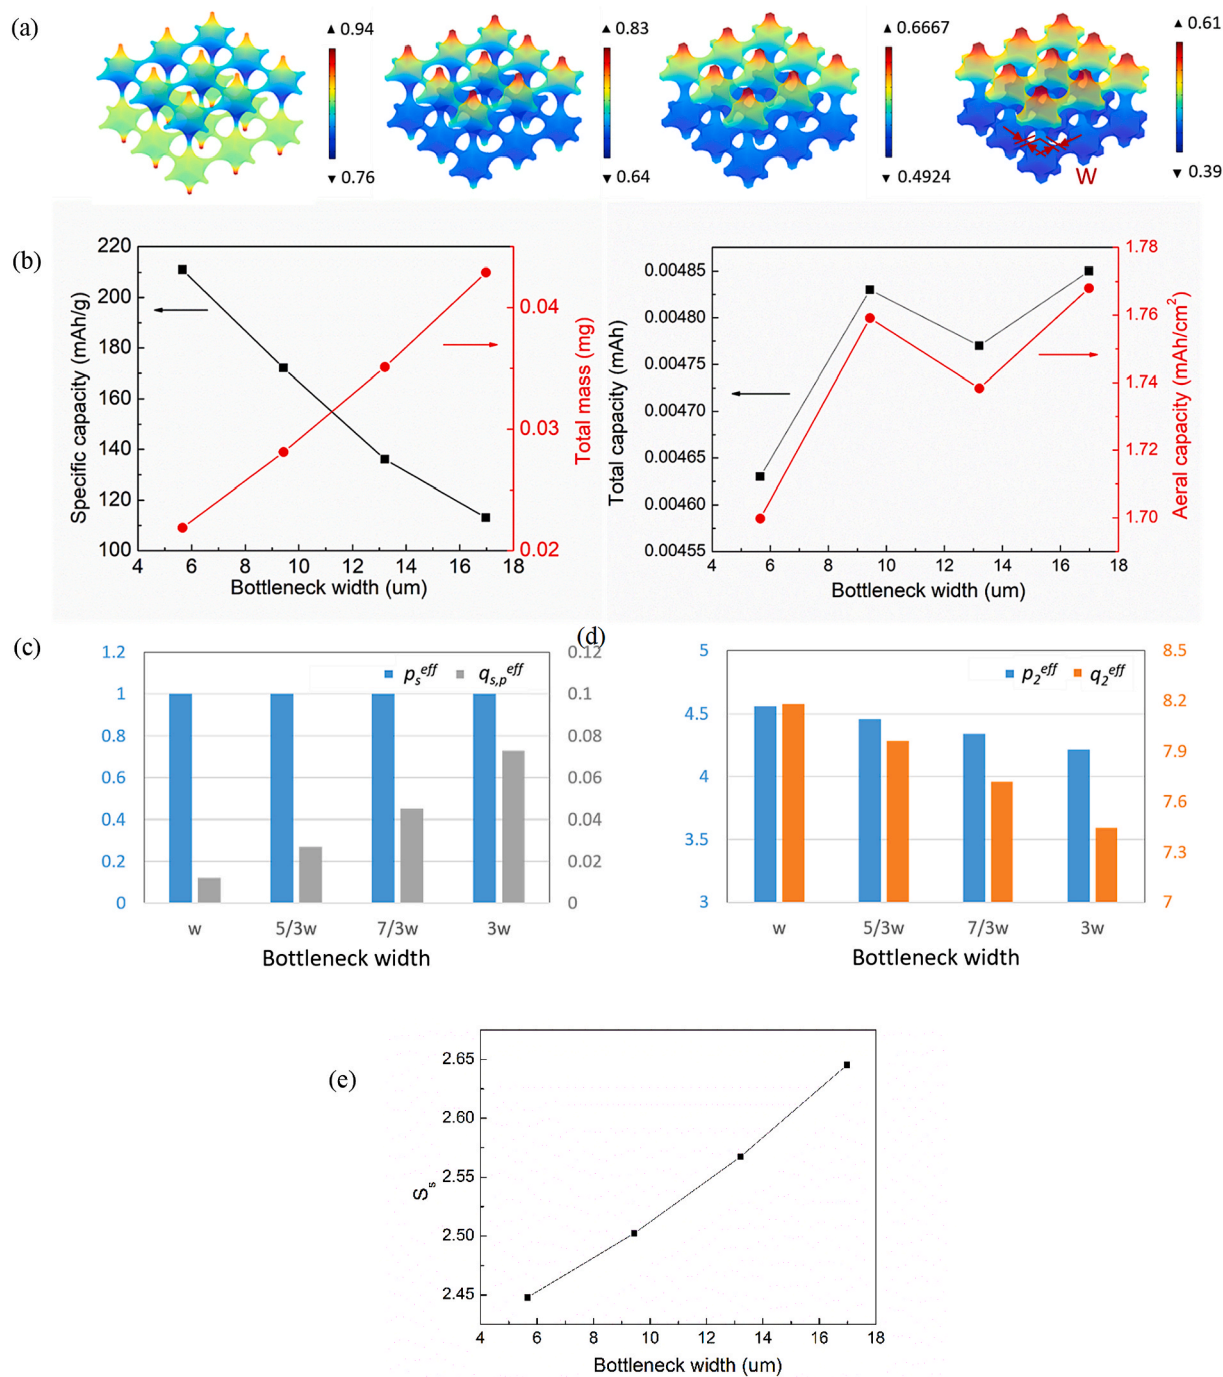 (a)
▲ 0.94
▼ 0.76
▲ 0.83
▼ 0.64
▲ 0.6667
▼ 0.4924
▲ 0.61
▼ 0.39
W
(b)
Specific capacity (mAh/g)
220
200
180
160
140
120
100
4 6 8 10 12 14 16 18
Bottleneck width (um)
0.04
0.03
0.02
Total mass (mg)
Total capacity (mAh)
0.00485
0.00480
0.00475
0.00470
0.00465
0.00460
0.00455
4 6 8 10 12 14 16 18
Bottleneck width (um)
1.78
1.76
1.74
1.72
1.70
Aeral capacity (mAh/cm²)
(c)
1.2
1
0.8
0.6
0.4
0.2
0
p_s^eff q_s,p^eff
0.12
0.1
0.08
0.06
0.04
0.02
0
w 5/3w 7/3w 3w
Bottleneck width
(d)
5
4.5
4
3.5
3
p_2^eff q_2^eff
8.5
8.2
7.9
7.6
7.3
7
w 5/3w 7/3w 3w
Bottleneck width
(e)
S_s
2.65
2.60
2.55
2.50
2.45
4 6 8 10 12 14 16 18
Bottleneck width (um)